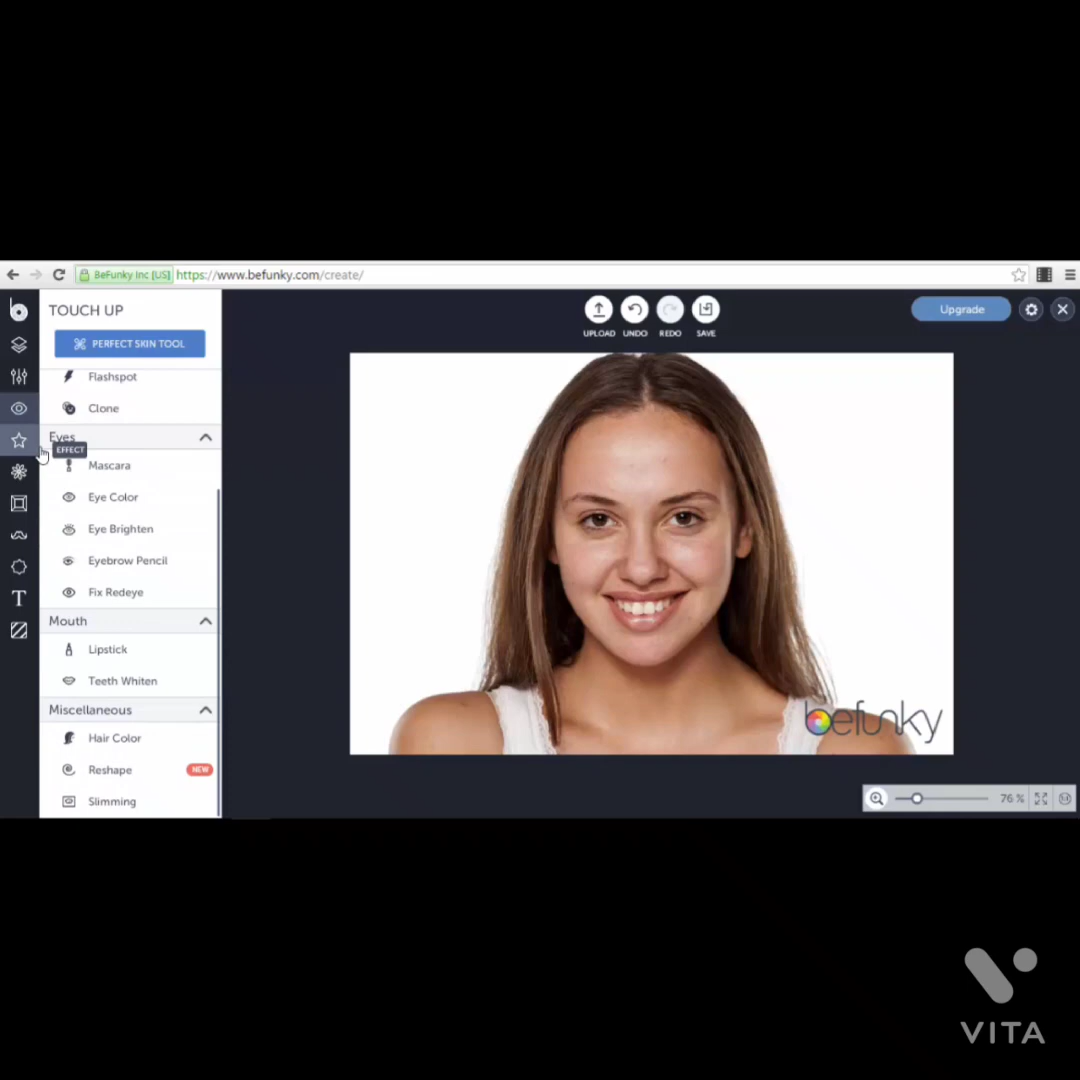 BeFunky Inc [US] https://www.befunky.com/create/
TOUCH UP
PERFECT SKIN TOOL
Flashspot
Clone
Eyes
EFFECT
Mascara
Eye Color
Eye Brighten
Eyebrow Pencil
Fix Redeye
Mouth
Lipstick
Teeth Whiten
Miscellaneous
Hair Color
Reshape NEW
Slimming
UPLOAD UNDO REDO SAVE
Upgrade
befunky
76 %
VITA